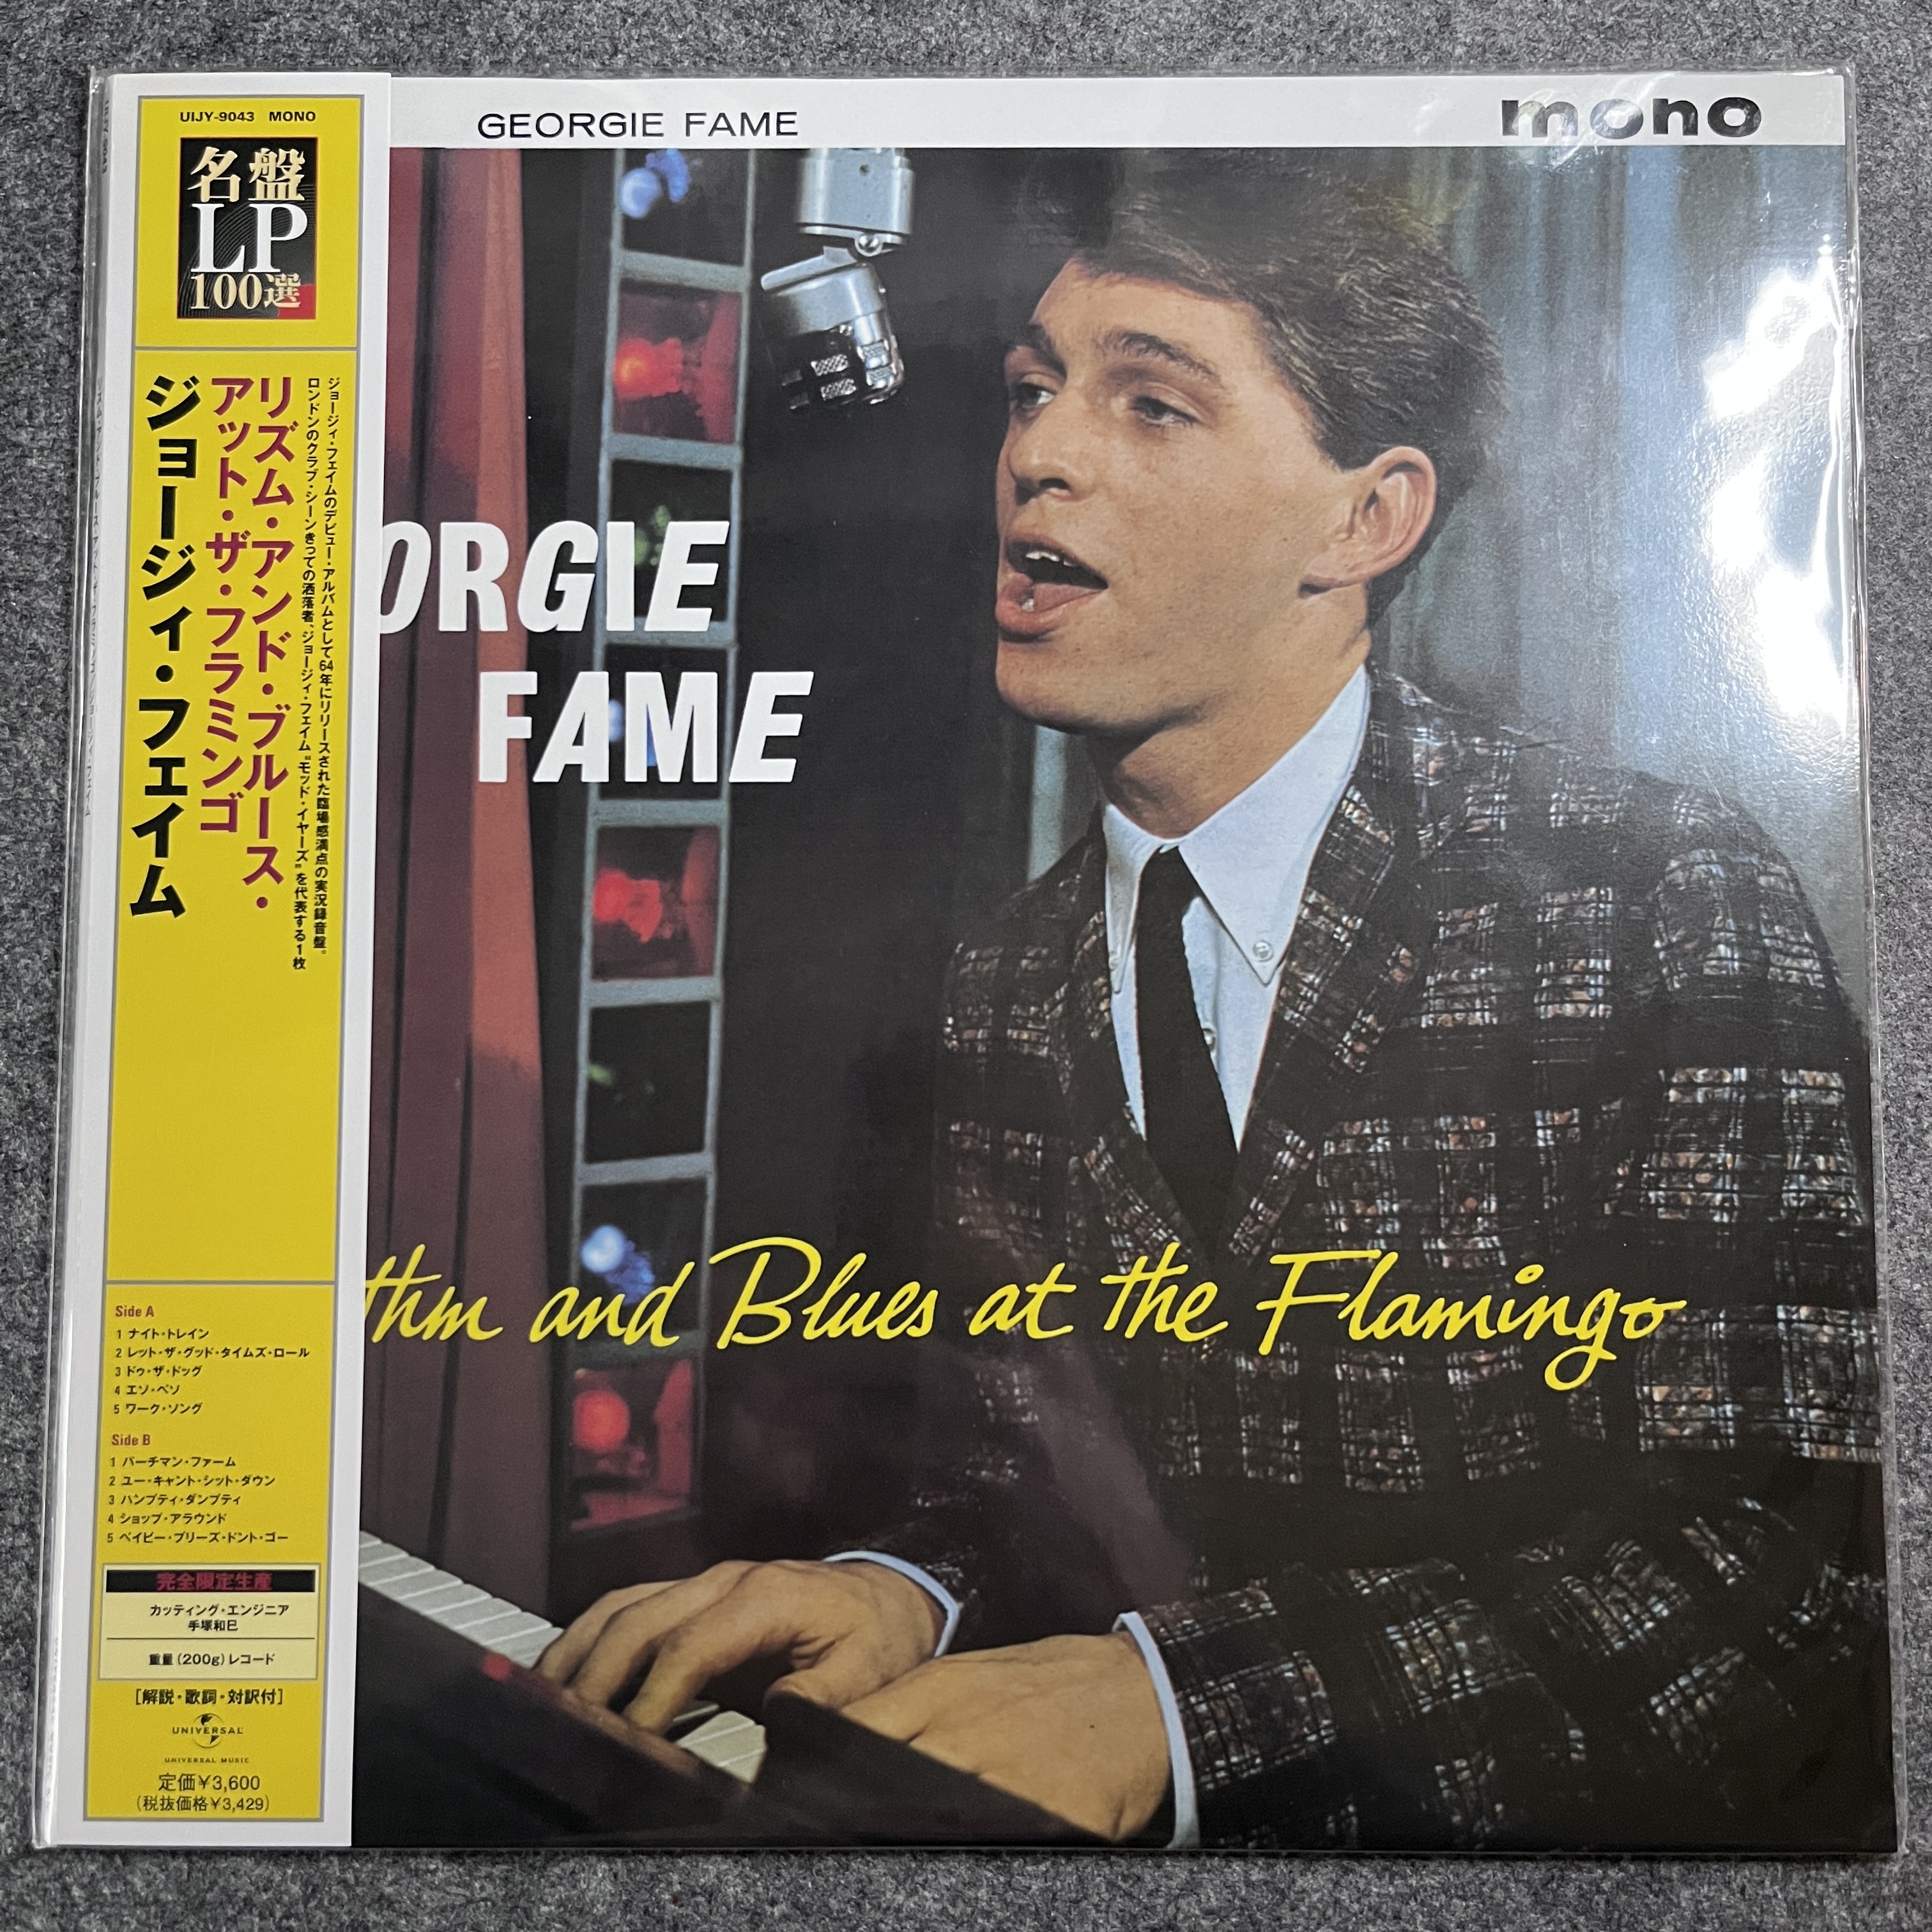 UIJY-9043 MONO
名盤
LP
100選
ジョージィ・フェイムのデビュー・アルバムとして64年にリリースされた臨場感満点の実況録音盤。
ロンドンのクラブ・シーンきっての洒落者、ジョージィ・フェイム“モッド・イヤーズ”を代表する1枚
リズム・アンド・ブルース・
アット・ザ・フラミンゴ
ジョージィ・フェイム
Side A
1 ナイト・トレイン
2 レット・ザ・グッド・タイムズ・ロール
3 ドゥ・ザ・ドッグ
4 エソ・ベソ
5 ワーク・ソング
Side B
1 パーチマン・ファーム
2 ユー・キャント・シット・ダウン
3 ハンプティ・ダンプティ
4 ショップ・アラウンド
5 ベイビー・プリーズ・ドント・ゴー
完全限定生産
カッティング・エンジニア
手塚和巳
重量(200g)レコード
[解説・歌詞・対訳付]
UNIVERSAL
UNIVERSAL MUSIC
定価¥3,600
(税抜価格¥3,429)
GEORGIE FAME
mono
ORGIE
FAME
thm and Blues at the Flamingo